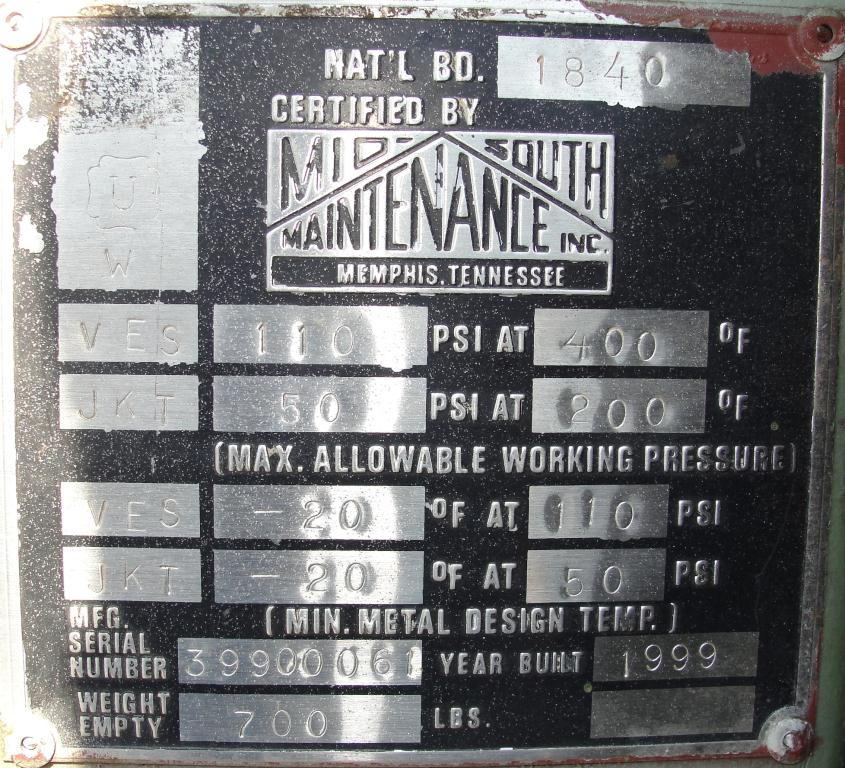 NAT'L BD. 1840
CERTIFIED BY
U
W
MID-SOUTH
MAINTENANCE INC.
MEMPHIS, TENNESSEE
VES 110 PSI AT 400 °F
JKT 50 PSI AT 200 °F
(MAX. ALLOWABLE WORKING PRESSURE)
VES -20 °F AT 110 PSI
JKT -20 °F AT 50 PSI
(MIN. METAL DESIGN TEMP.)
MFG.
SERIAL
NUMBER 39900061 YEAR BUILT 1999
WEIGHT
EMPTY 700 LBS.